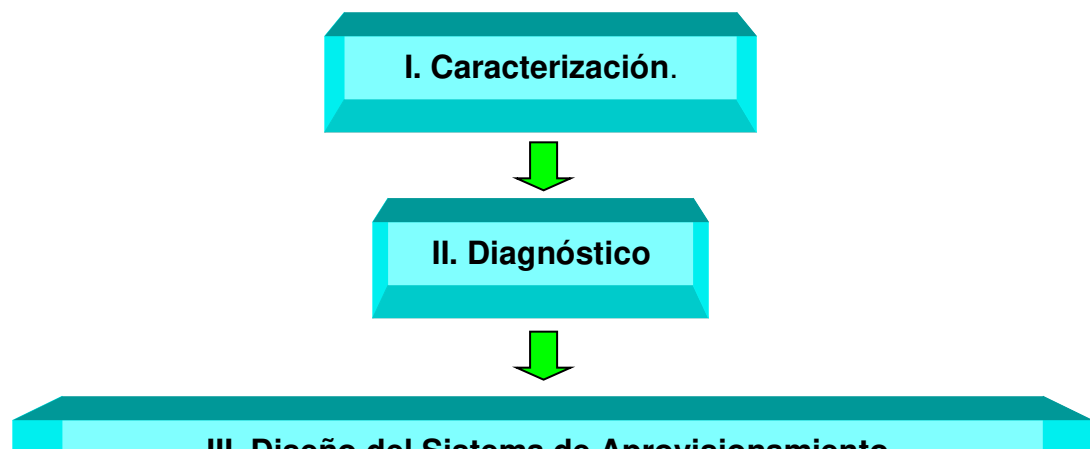 I. Caracterización.
II. Diagnóstico
III. Diseño del Sistema de Aprovisionamiento